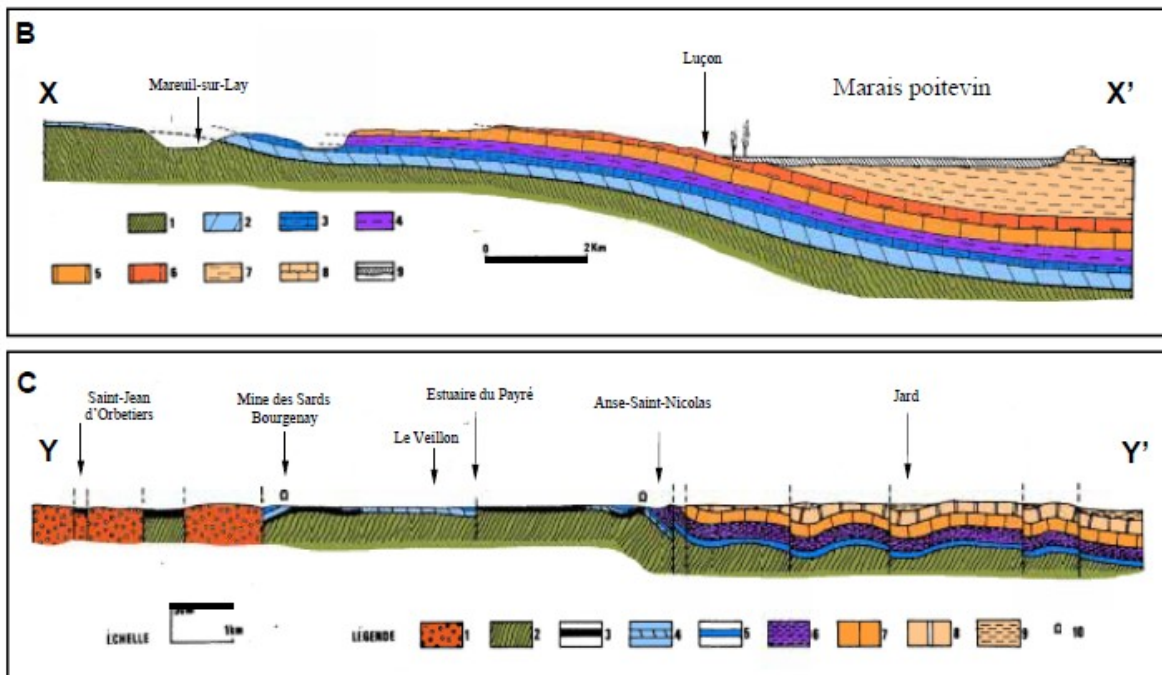 B
Luçon
Mareuil-sur-Lay
Marais poitevin
X
X'
1 2 3 4
0 2 Km
5 6 7 8 9
C
Saint-Jean
d'Orbetiers
Mine des Sards
Bourgenay
Estuaire du Payré
Le Veillon
Anse-Saint-Nicolas
Jard
Y
Y'
ÉCHELLE
1km
LÉGENDE
1 2 3 4 5 6 7 8 9 10